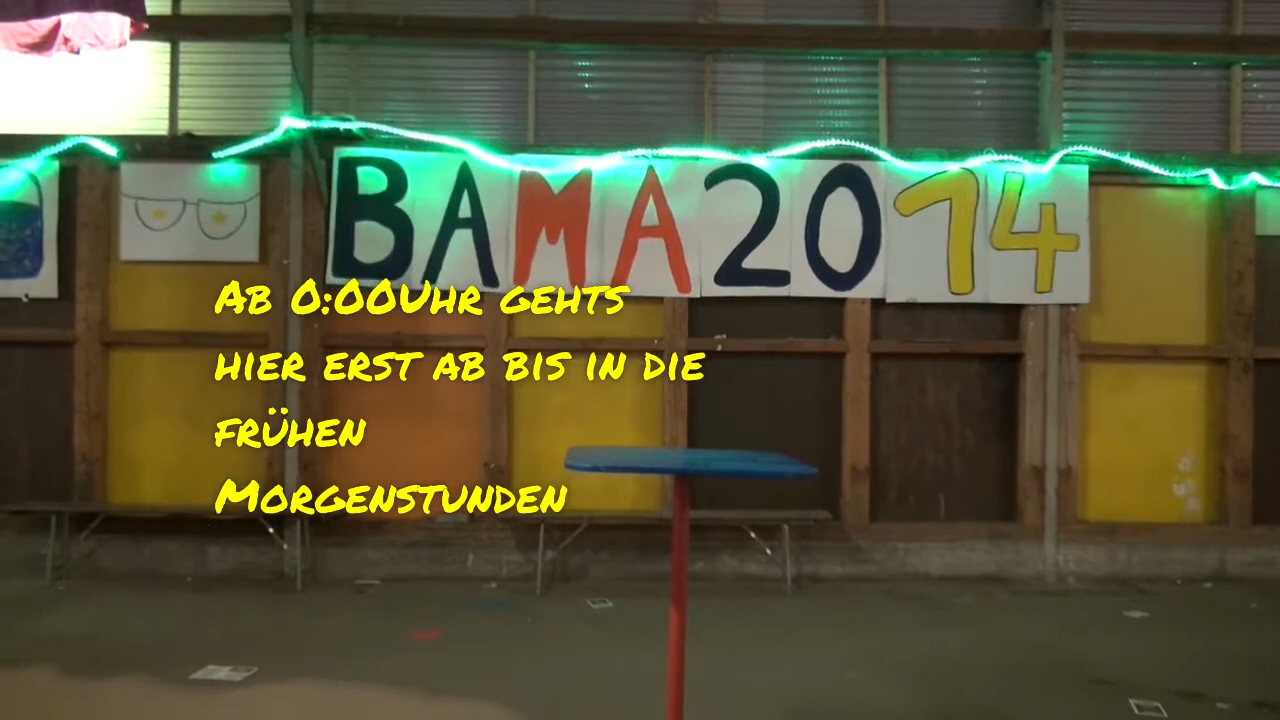 BAMA2014
Ab 0:00Uhr gehts
hier erst ab bis in die
frühen
Morgenstunden